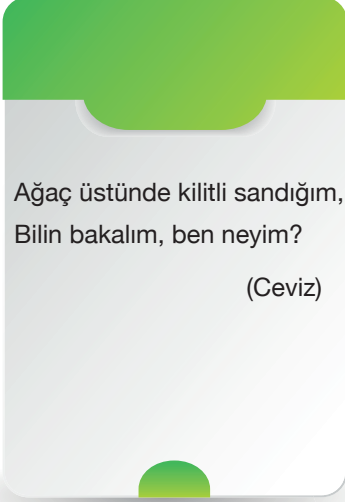 Ağaç üstünde kilitli sandığım,
Bilin bakalım, ben neyim?
(Ceviz)